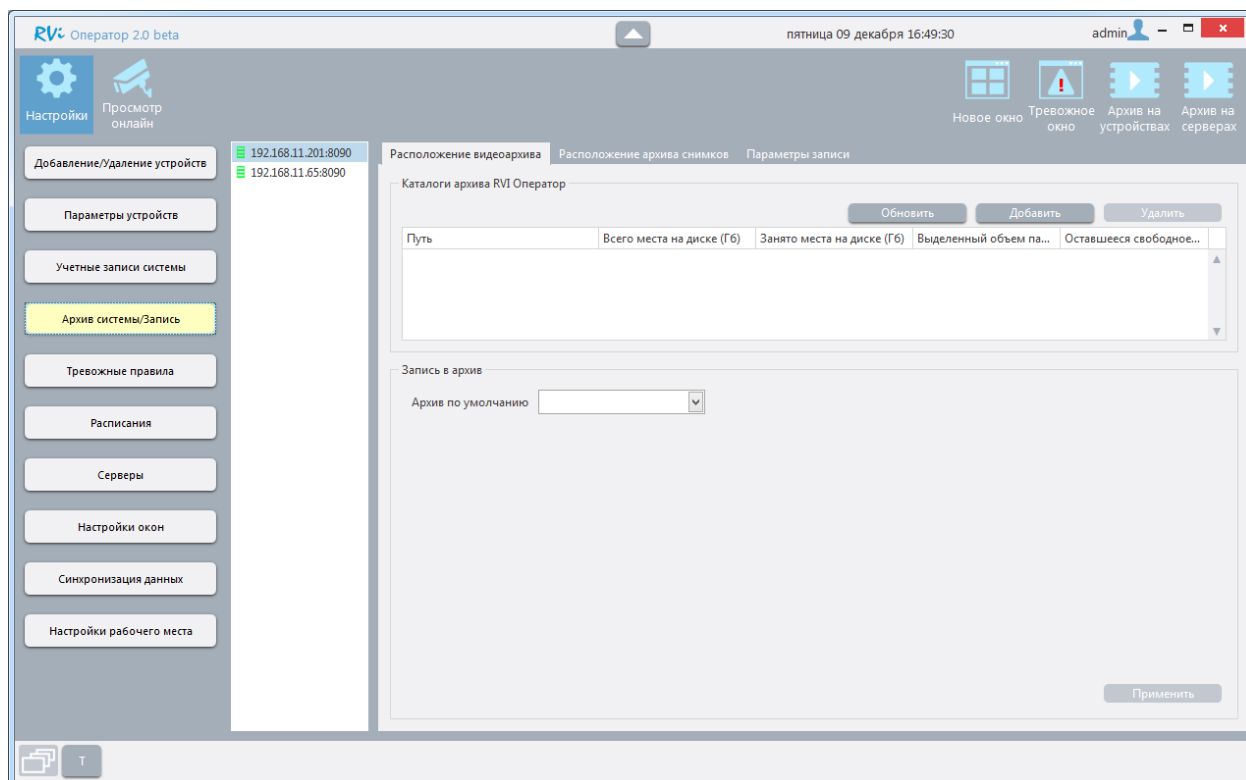 RVi Оператор 2.0 beta
пятница 09 декабря 16:49:30
admin
Настройки
Просмотр
онлайн
Новое окно
Тревожное
окно
Архив на
устройствах
Архив на
серверах
Добавление/Удаление устройств
Параметры устройств
Учетные записи системы
Архив системы/Запись
Тревожные правила
Расписания
Серверы
Настройки окон
Синхронизация данных
Настройки рабочего места
192.168.11.201:8090
192.168.11.65:8090
Расположение видеоархива
Расположение архива снимков
Параметры записи
Каталоги архива RVI Оператор
Обновить
Добавить
Удалить
Путь
Всего места на диске (Гб)
Занято места на диске (Гб)
Выделенный объем па...
Оставшееся свободное...
Запись в архив
Архив по умолчанию
Применить
T